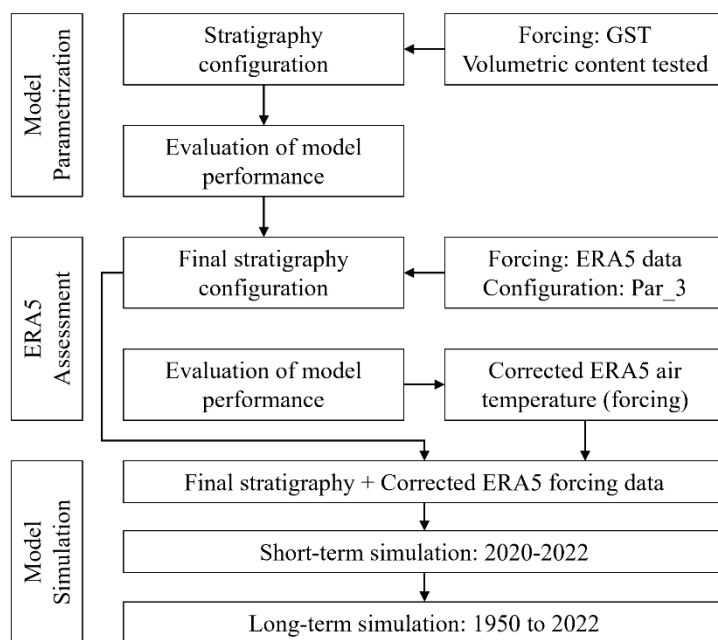 Model
Parametrization
Stratigraphy
configuration
Forcing: GST
Volumetric content tested
Evaluation of model
performance
ERA5
Assessment
Final stratigraphy
configuration
Forcing: ERA5 data
Configuration: Par_3
Evaluation of model
performance
Corrected ERA5 air
temperature (forcing)
Model
Simulation
Final stratigraphy + Corrected ERA5 forcing data
Short-term simulation: 2020-2022
Long-term simulation: 1950 to 2022